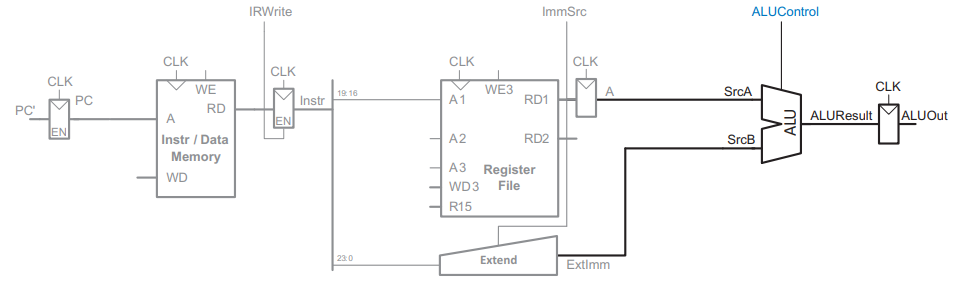 IRWrite
ImmSrc
ALUControl
CLK
CLK
CLK
CLK
CLK
CLK
PC'
PC
EN
WE
A
RD
Instr / Data
Memory
WD
EN
Instr
19:16
23:0
WE3
A1
RD1
A2
RD2
A3
Register
WD3
File
R15
A
Extend
ExtImm
SrcA
SrcB
ALU
ALUResult
ALUOut